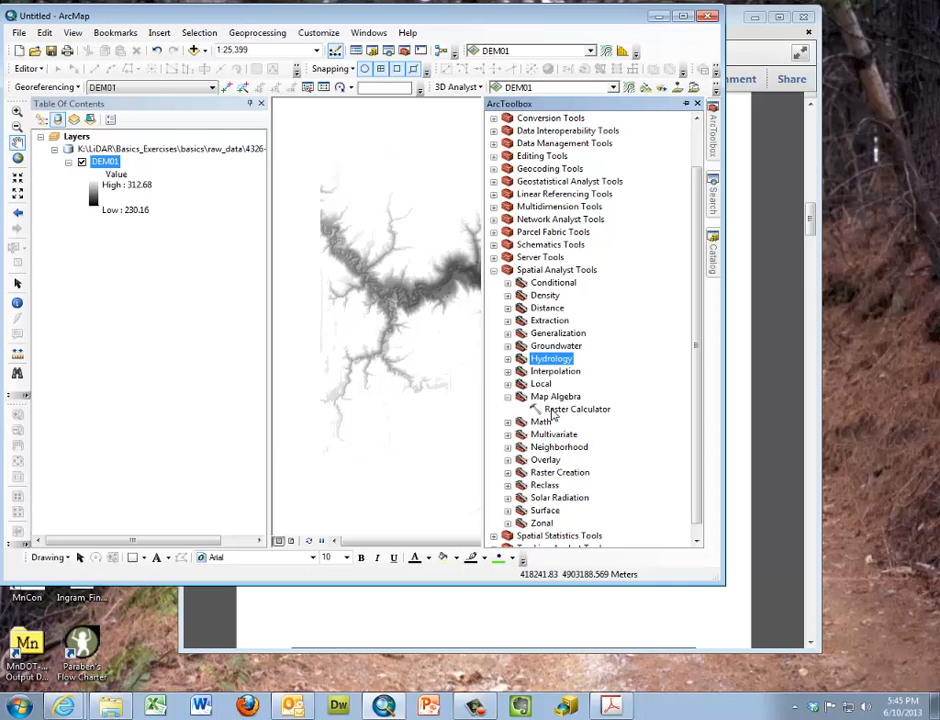 Untitled - ArcMap
File Edit View Bookmarks Insert Selection Geoprocessing Customize Windows Help
1:25,399
DEM01
Editor
Snapping
Georeferencing DEM01
3D Analyst
DEM01
Table Of Contents
Layers
K:\LiDAR\Basics_Exercises\basics\raw_data\4326-
DEM01
Value
High : 312.68
Low : 230.16
ArcToolbox
Conversion Tools
Data Interoperability Tools
Data Management Tools
Editing Tools
Geocoding Tools
Geostatistical Analyst Tools
Linear Referencing Tools
Multidimension Tools
Network Analyst Tools
Parcel Fabric Tools
Schematics Tools
Server Tools
Spatial Analyst Tools
Conditional
Density
Distance
Extraction
Generalization
Groundwater
Hydrology
Interpolation
Local
Map Algebra
Raster Calculator
Math
Multivariate
Neighborhood
Overlay
Raster Creation
Reclass
Solar Radiation
Surface
Zonal
Spatial Statistics Tools
ArcToolbox
Search
Catalog
ment
Share
Drawing
Arial
10
B I U A
418241.83 4903188.569 Meters
MnCon
Ingram_Fin...
Mn
MnDOT-...
Output D...
Paraben's
Flow Charter
Dw
5:45 PM
6/10/2013